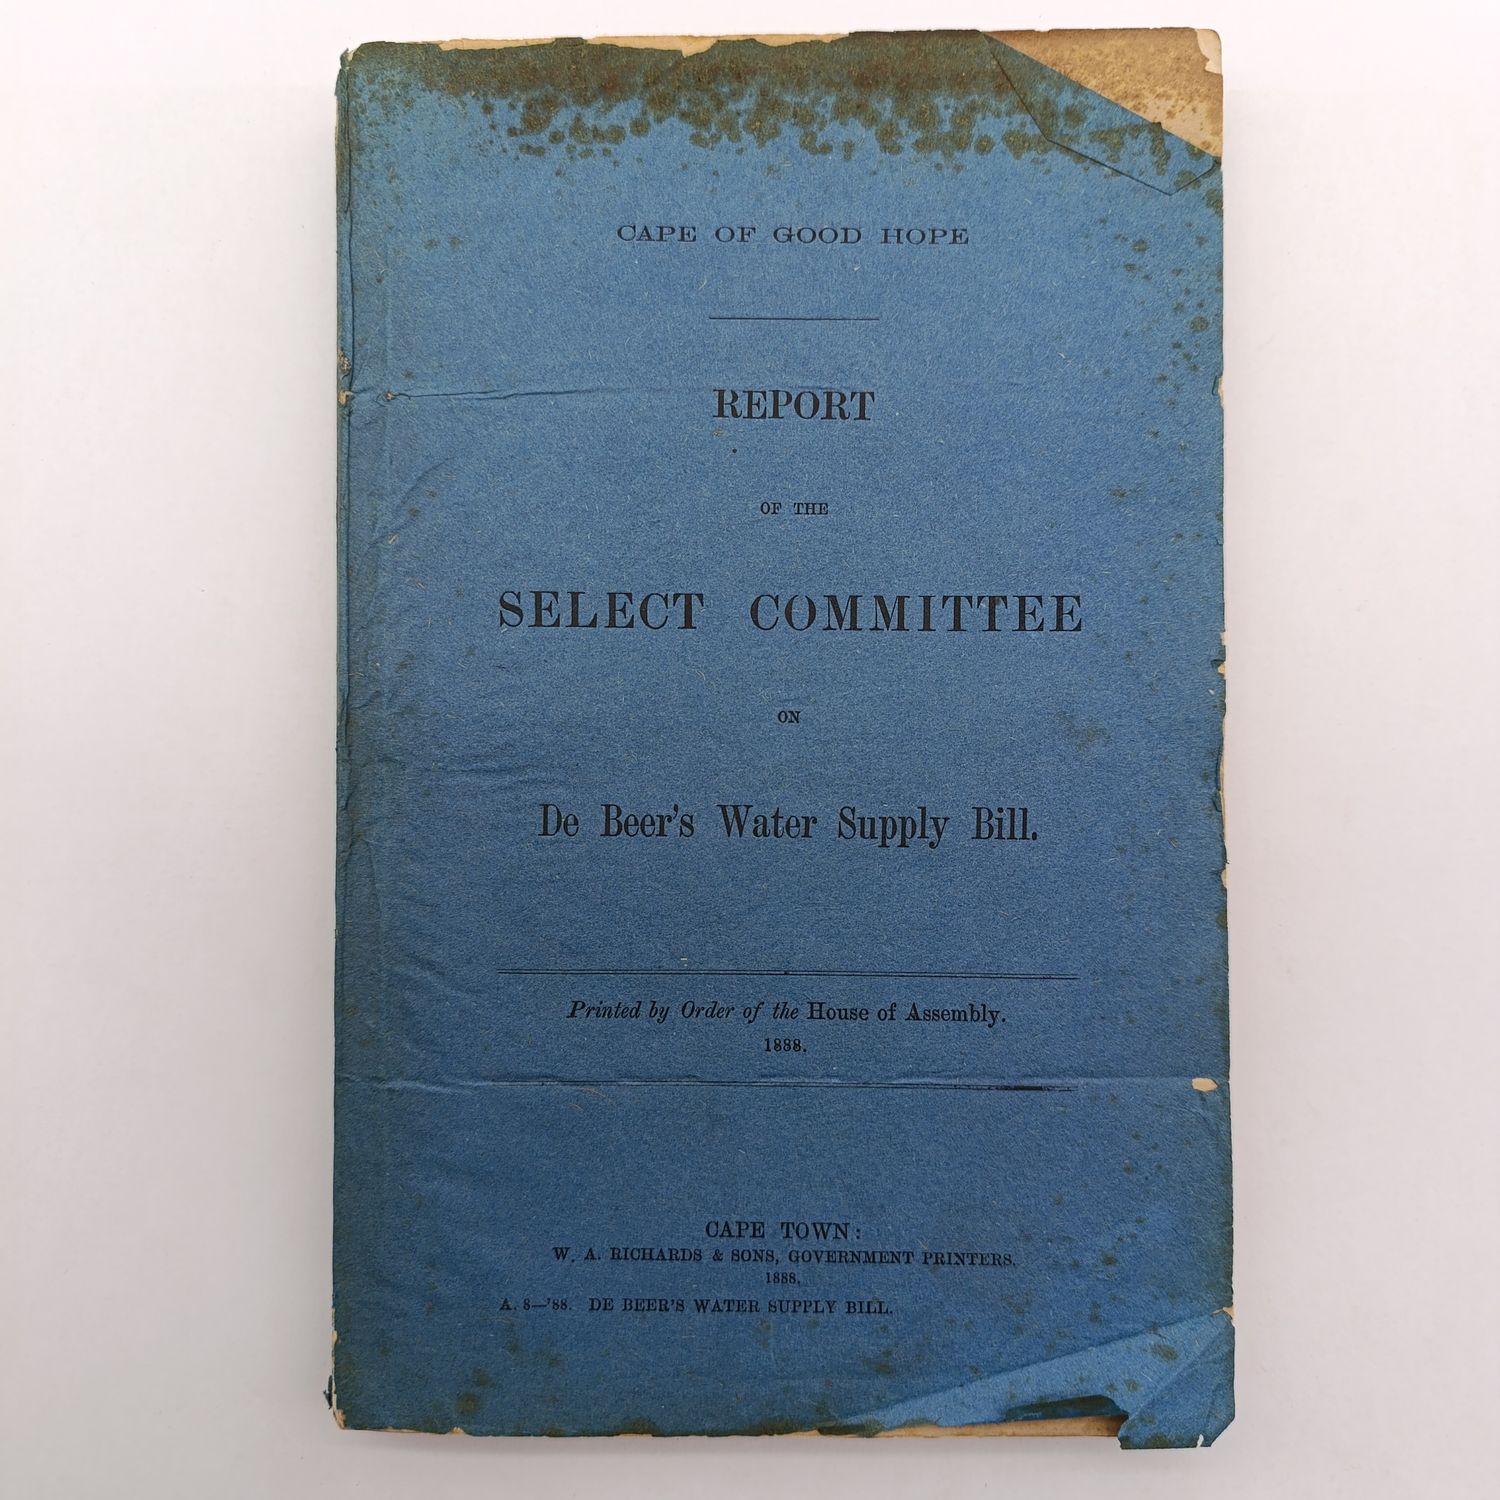 CAPE OF GOOD HOPE
REPORT
OF THE
SELECT COMMITTEE
ON
De Beer's Water Supply Bill.
Printed by Order of the House of Assembly.
1888.
CAPE TOWN:
W. A. RICHARDS & SONS, GOVERNMENT PRINTERS.
1888.
A. 8—'88. DE BEER'S WATER SUPPLY BILL.